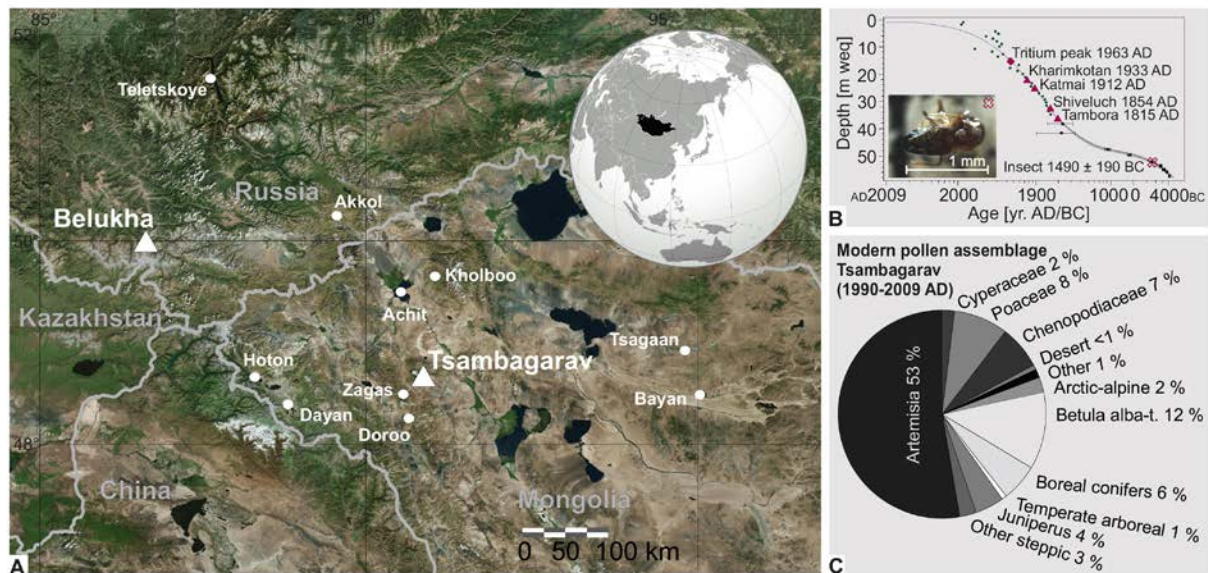 85
90
95
52
Teletskoye
Russia
Akkol
Belukha
50
Kholboo
Achit
Kazakhstan
Tsambagarav
Tsagaan
Hoton
Zagas
Bayan
Dayan
Doroo
48°
China
Mongolia
0 50 100 km
A
Depth [m weq]
0
10
20
30
40
50
Tritium peak 1963 AD
Kharimkotan 1933 AD
Katmai 1912 AD
Shiveluch 1854 AD
Tambora 1815 AD
1 mm
Insect 1490 ± 190 BC
AD2009 2000 1900 1000 0 4000BC
Age [yr. AD/BC]
B
Modern pollen assemblage
Tsambagarav
(1990-2009 AD)
Cyperaceae 2 %
Poaceae 8 %
Chenopodiaceae 7 %
Desert <1 %
Other 1 %
Arctic-alpine 2 %
Betula alba-t. 12 %
Artemisia 53 %
Boreal conifers 6 %
Temperate arboreal 1 %
Juniperus 4 %
Other steppic 3 %
C